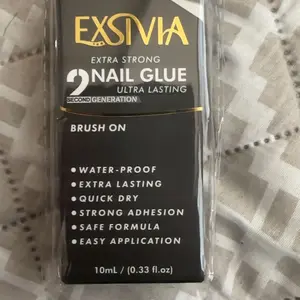 EXSIVIA
EXTRA STRONG
2 NAIL GLUE
SECOND GENERATION
ULTRA LASTING
BRUSH ON
• WATER-PROOF
• EXTRA LASTING
• QUICK DRY
• STRONG ADHESION
• SAFE FORMULA
• EASY APPLICATION
10mL / (0.33 fl.oz)